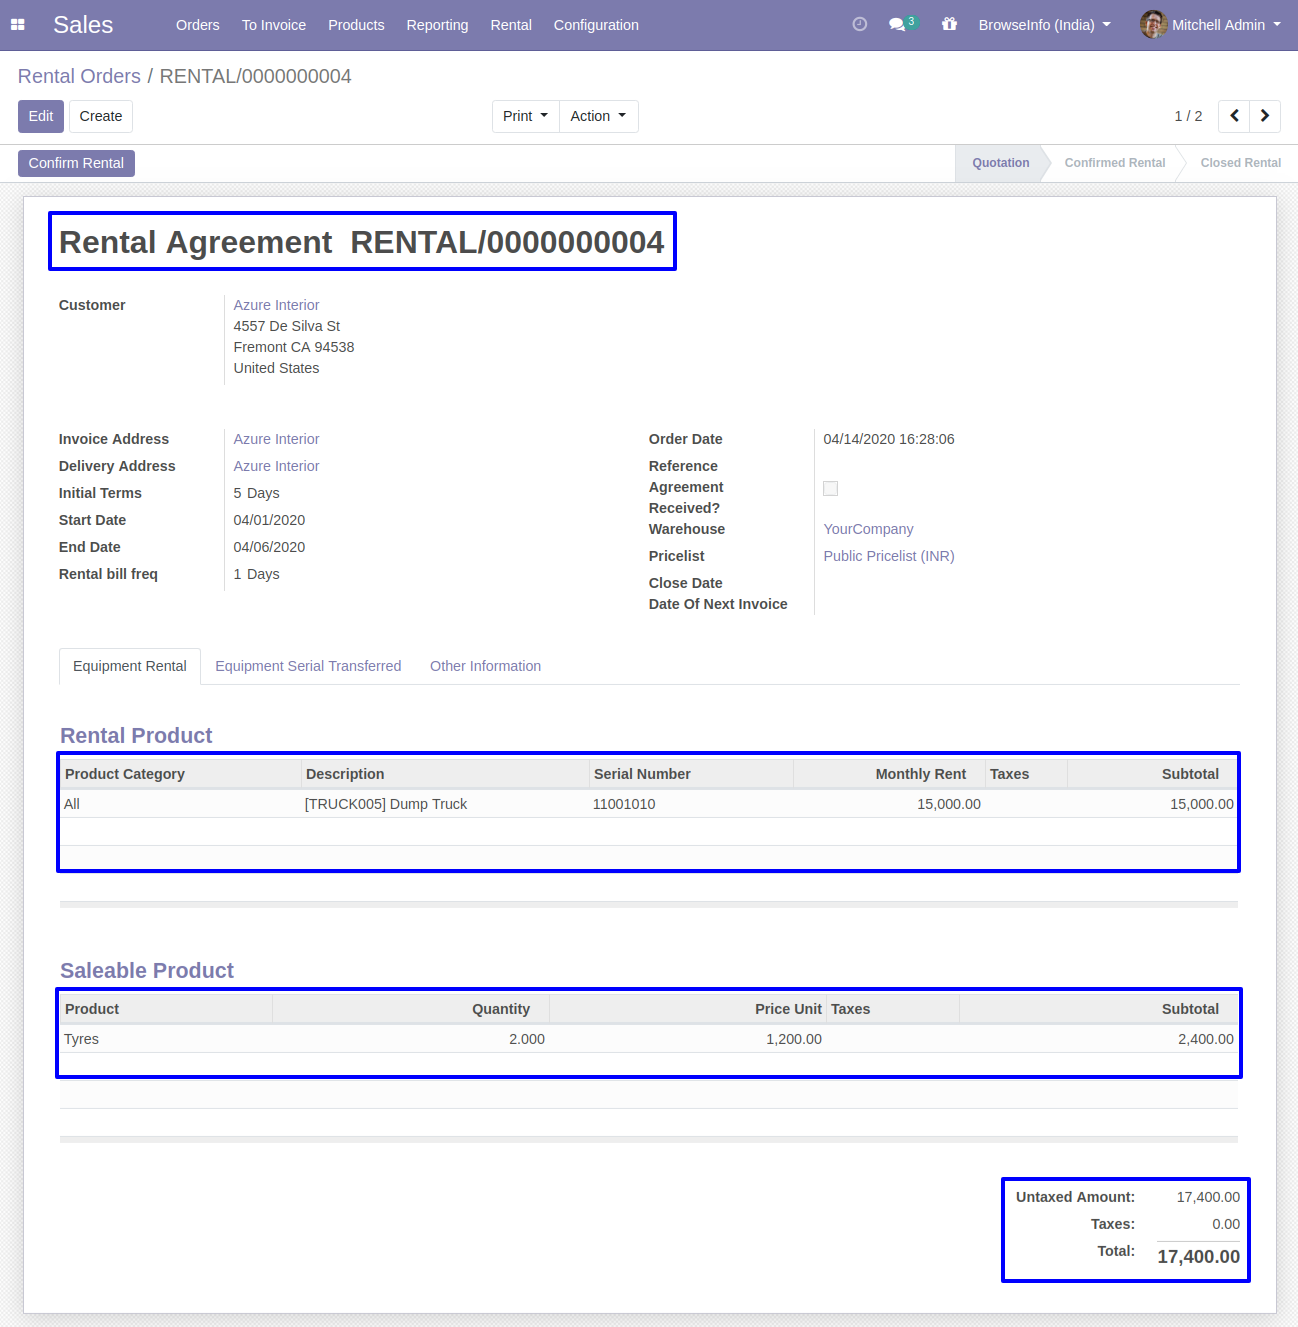 Sales Orders To Invoice Products Reporting Rental Configuration 3 BrowseInfo (India) Mitchell Admin
Rental Orders / RENTAL/0000000004
Edit Create Print Action 1 / 2
Confirm Rental Quotation Confirmed Rental Closed Rental
Rental Agreement RENTAL/0000000004
Customer Azure Interior
4557 De Silva St
Fremont CA 94538
United States
Invoice Address Azure Interior
Delivery Address Azure Interior
Initial Terms 5 Days
Start Date 04/01/2020
End Date 04/06/2020
Rental bill freq 1 Days
Order Date 04/14/2020 16:28:06
Reference
Agreement
Received?
Warehouse YourCompany
Pricelist Public Pricelist (INR)
Close Date
Date Of Next Invoice
Equipment Rental Equipment Serial Transferred Other Information
Rental Product
Product Category Description Serial Number Monthly Rent Taxes Subtotal
All [TRUCK005] Dump Truck 11001010 15,000.00 15,000.00
Saleable Product
Product Quantity Price Unit Taxes Subtotal
Tyres 2.000 1,200.00 2,400.00
Untaxed Amount: 17,400.00
Taxes: 0.00
Total: 17,400.00